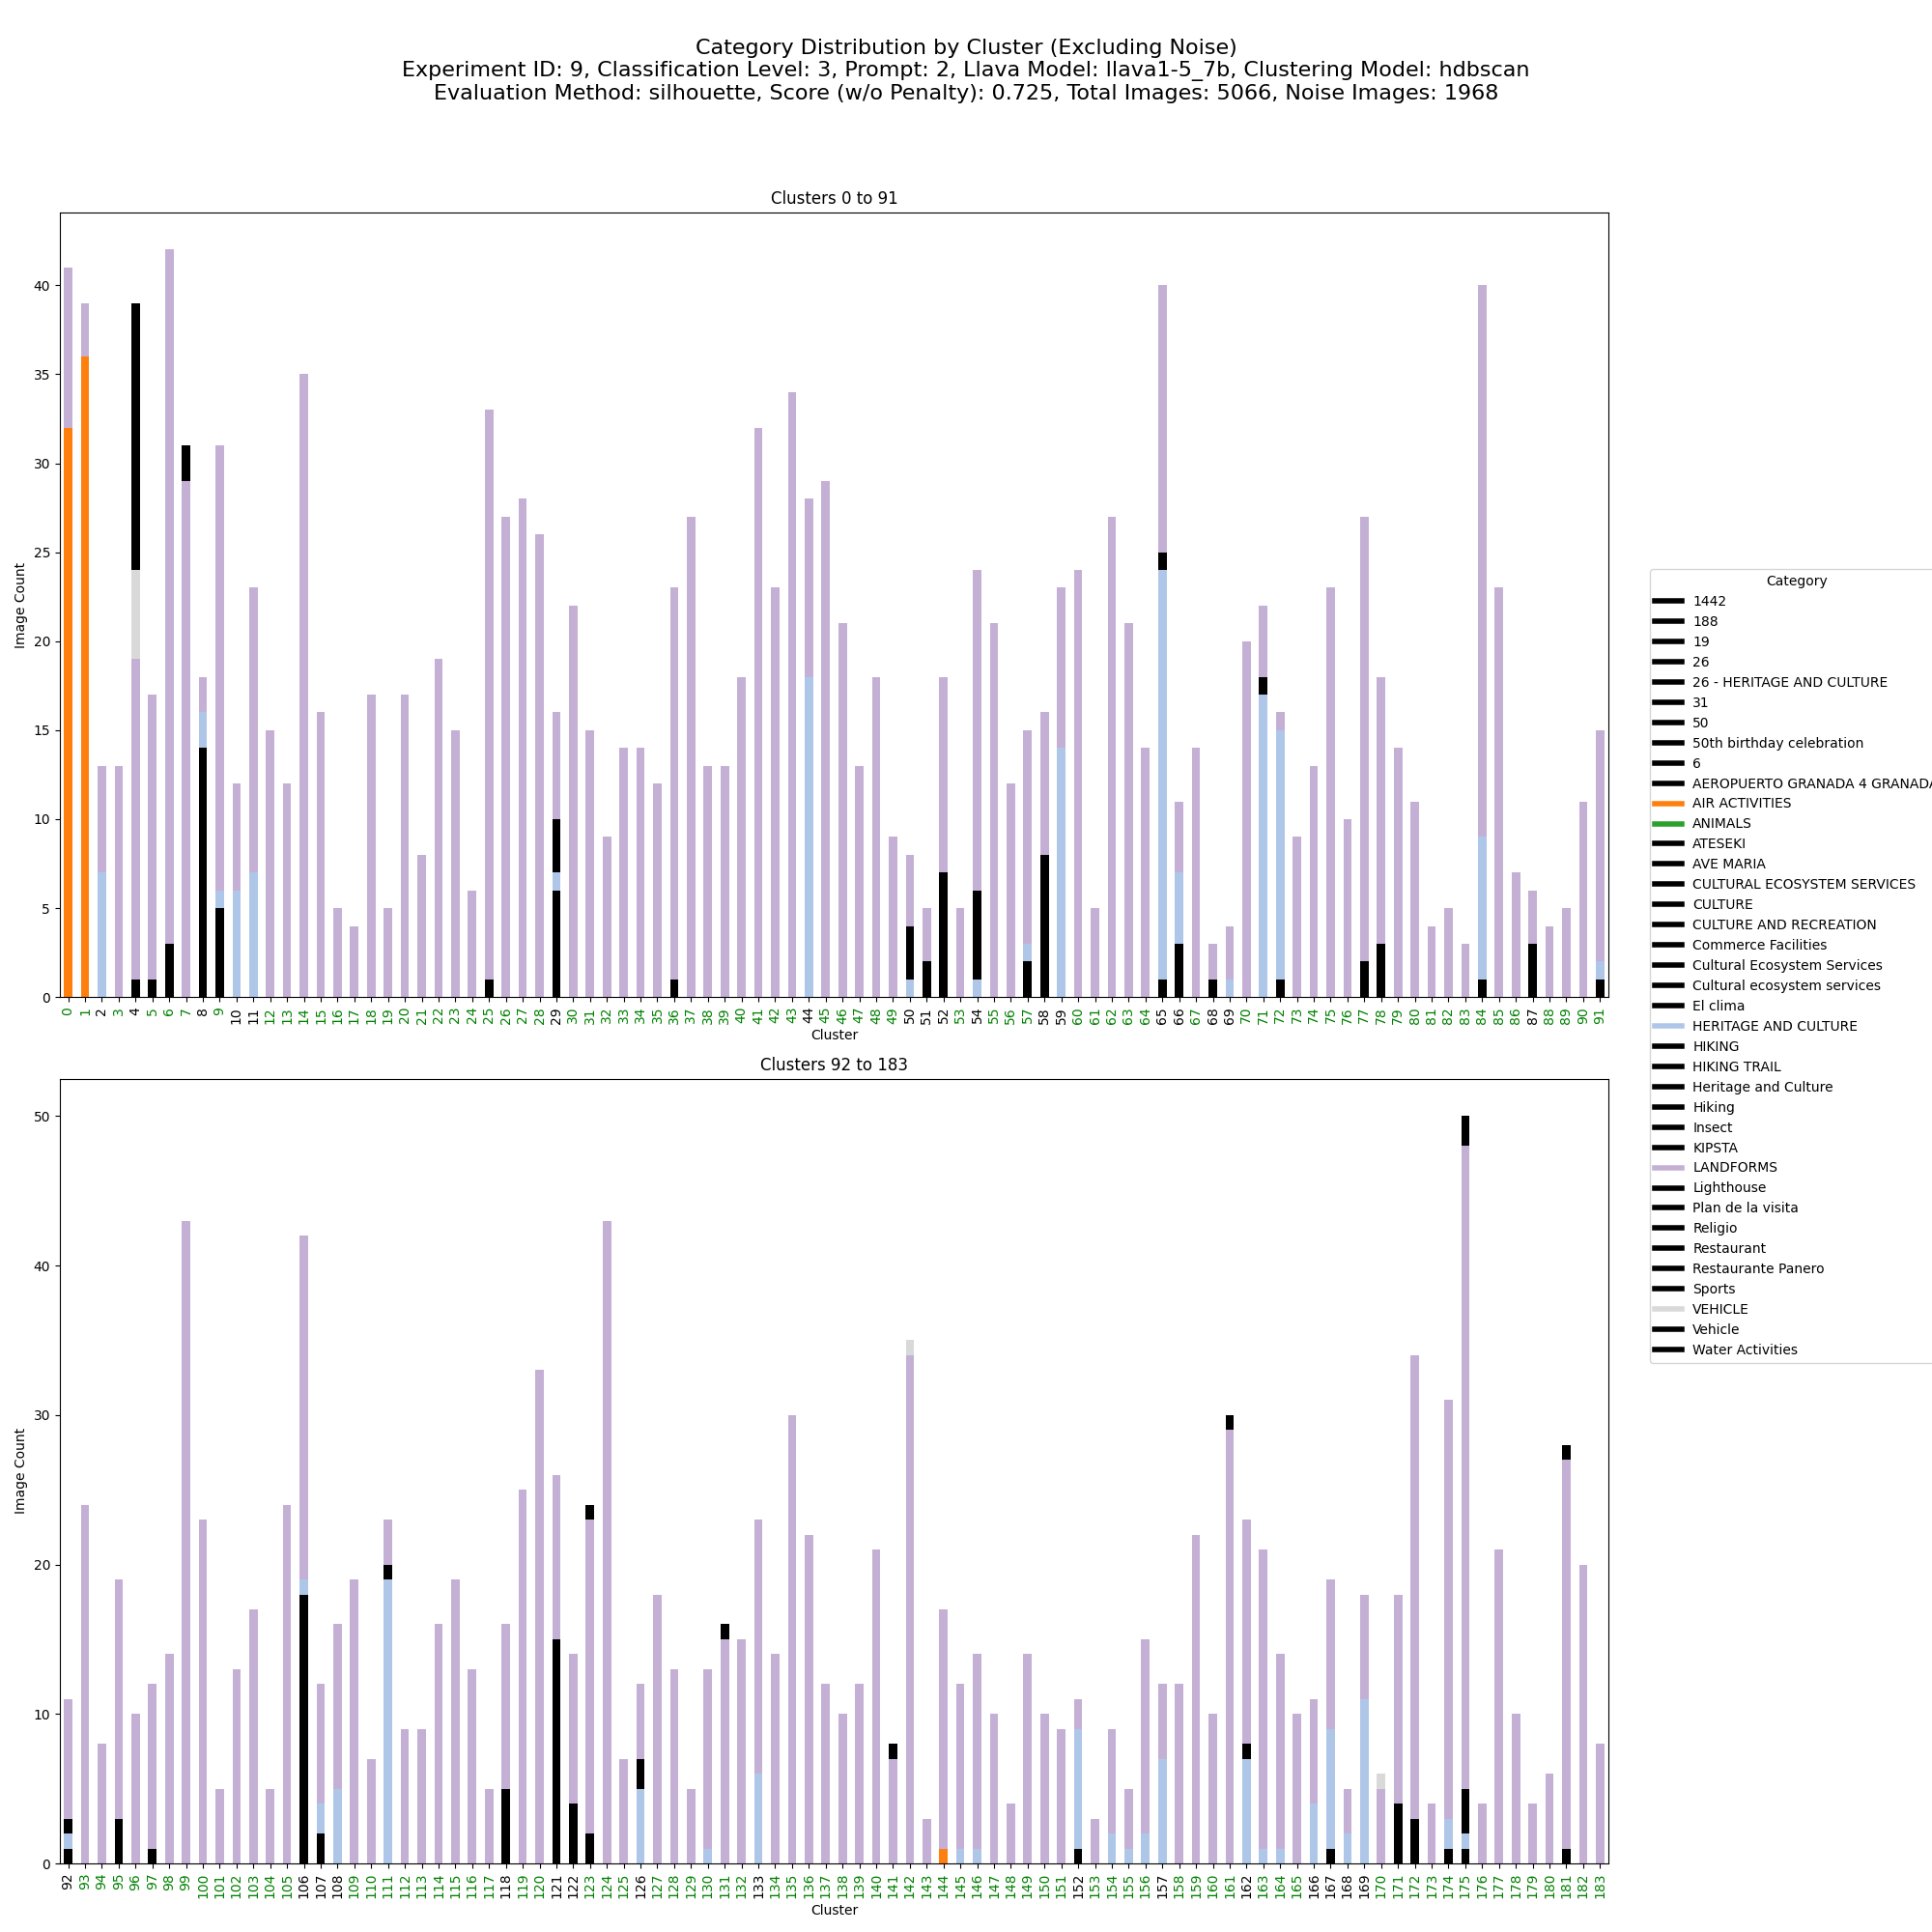 Category Distribution by Cluster (Excluding Noise)
Experiment ID: 9, Classification Level: 3, Prompt: 2, Llava Model: llava1-5_7b, Clustering Model: hdbscan
Evaluation Method: silhouette, Score (w/o Penalty): 0.725, Total Images: 5066, Noise Images: 1968
Clusters 0 to 91
Image Count
40
35
30
25
20
15
10
5
0
0 1 2 3 4 5 6 7 8 9 10 11 12 13 14 15 16 17 18 19 20 21 22 23 24 25 26 27 28 29 30 31 32 33 34 35 36 37 38 39 40 41 42 43 44 45 46 47 48 49 50 51 52 53 54 55 56 57 58 59 60 61 62 63 64 65 66 67 68 69 70 71 72 73 74 75 76 77 78 79 80 81 82 83 84 85 86 87 88 89 90 91
Cluster
Clusters 92 to 183
Image Count
50
40
30
20
10
0
92 93 94 95 96 97 98 99 100 101 102 103 104 105 106 107 108 109 110 111 112 113 114 115 116 117 118 119 120 121 122 123 124 125 126 127 128 129 130 131 132 133 134 135 136 137 138 139 140 141 142 143 144 145 146 147 148 149 150 151 152 153 154 155 156 157 158 159 160 161 162 163 164 165 166 167 168 169 170 171 172 173 174 175 176 177 178 179 180 181 182 183
Cluster
Category
1442
188
19
26
26 - HERITAGE AND CULTURE
31
50
50th birthday celebration
6
AEROPUERTO GRANADA 4 GRANADA
AIR ACTIVITIES
ANIMALS
ATESEKI
AVE MARIA
CULTURAL ECOSYSTEM SERVICES
CULTURE
CULTURE AND RECREATION
Commerce Facilities
Cultural Ecosystem Services
Cultural ecosystem services
El clima
HERITAGE AND CULTURE
HIKING
HIKING TRAIL
Heritage and Culture
Hiking
Insect
KIPSTA
LANDFORMS
Lighthouse
Plan de la visita
Religio
Restaurant
Restaurante Panero
Sports
VEHICLE
Vehicle
Water Activities